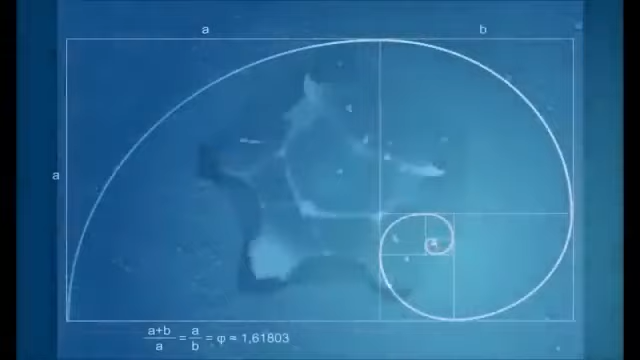 a b
a
a+b/a = a/b = φ ≈ 1,61803